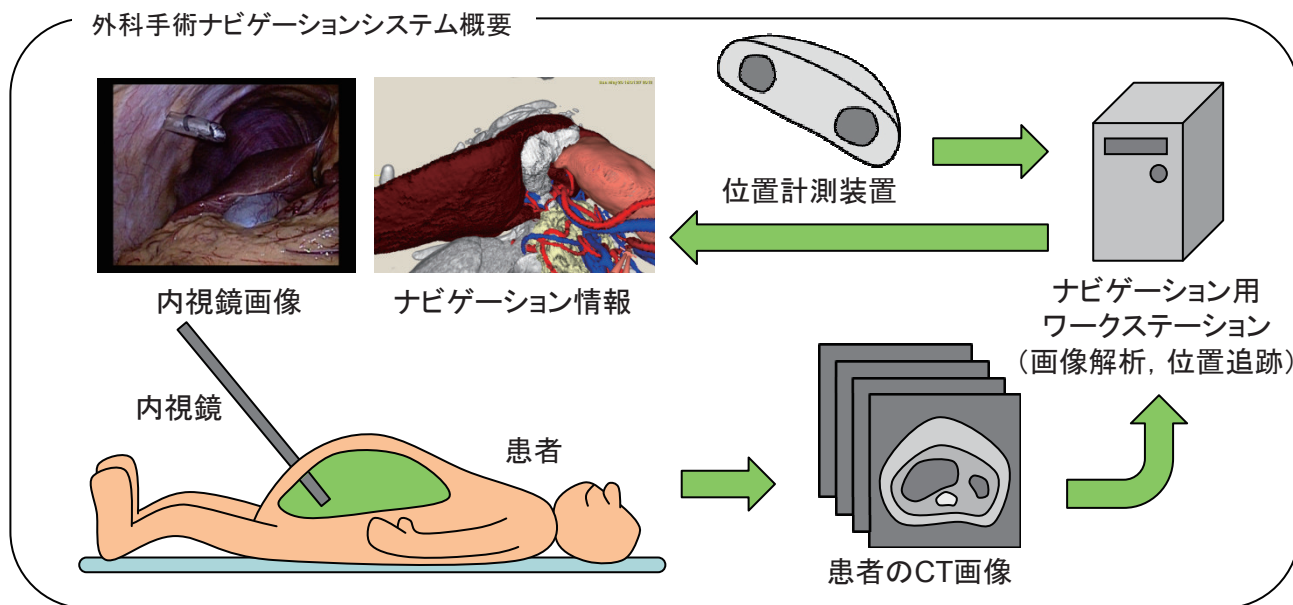 外科手術ナビゲーションシステム概要
位置計測装置
内視鏡画像
ナビゲーション情報
ナビゲーション用
ワークステーション
(画像解析, 位置追跡)
内視鏡
患者
患者のCT画像